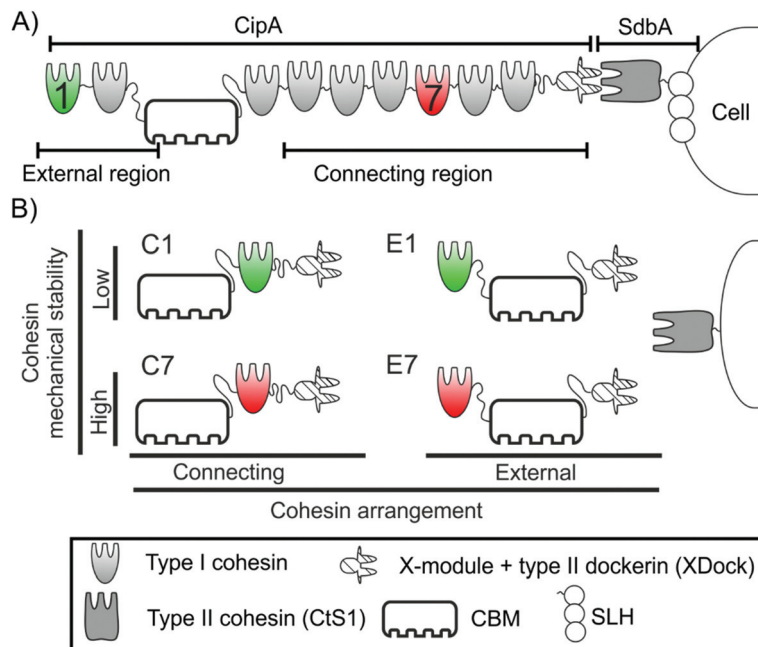 A)
CipA
SdbA
1
7
Cell
External region
Connecting region
B)
Cohesin
mechanical stability
Low
High
C1
E1
C7
E7
Connecting
External
Cohesin arrangement
Type I cohesin
X-module + type II dockerin (XDock)
Type II cohesin (CtS1)
CBM
SLH